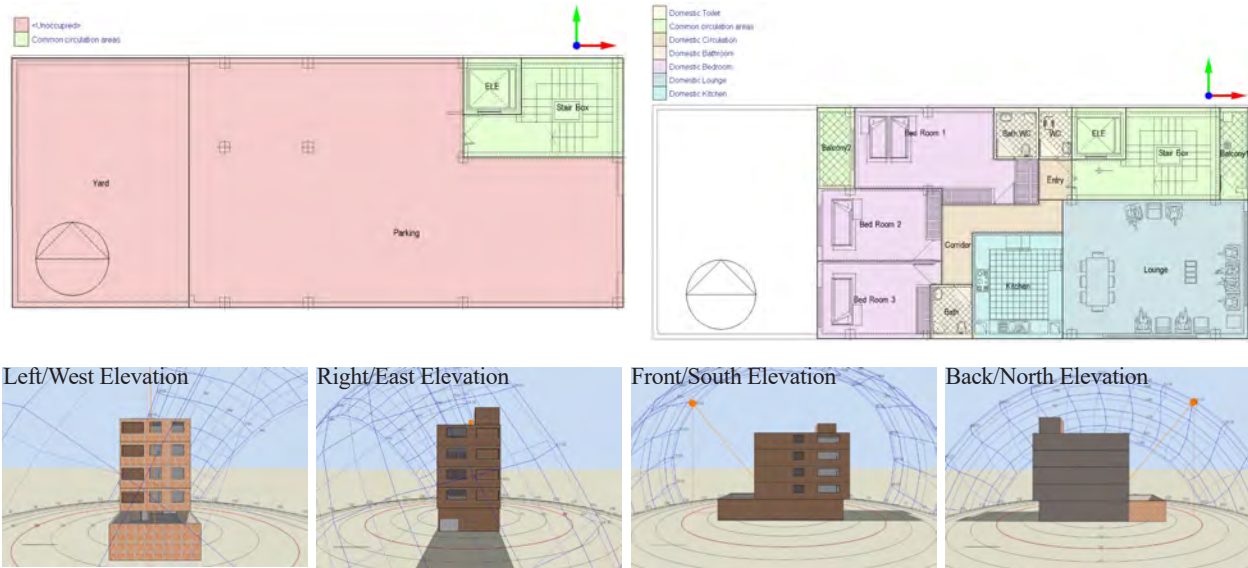 <Unoccupied>
Common circulation areas
ELE
Stair Box
Yard
Parking
Domestic Toilet
Common circulation areas
Domestic Circulation
Domestic Bathroom
Domestic Bedroom
Domestic Lounge
Domestic Kitchen
Balcony2
Bed Room 1
Bath WC
WC
ELE
Stair Box
Balcony1
Entry
Bed Room 2
Corridor
Lounge
Kitchen
Bed Room 3
Bath
Left/West Elevation
Right/East Elevation
Front/South Elevation
Back/North Elevation